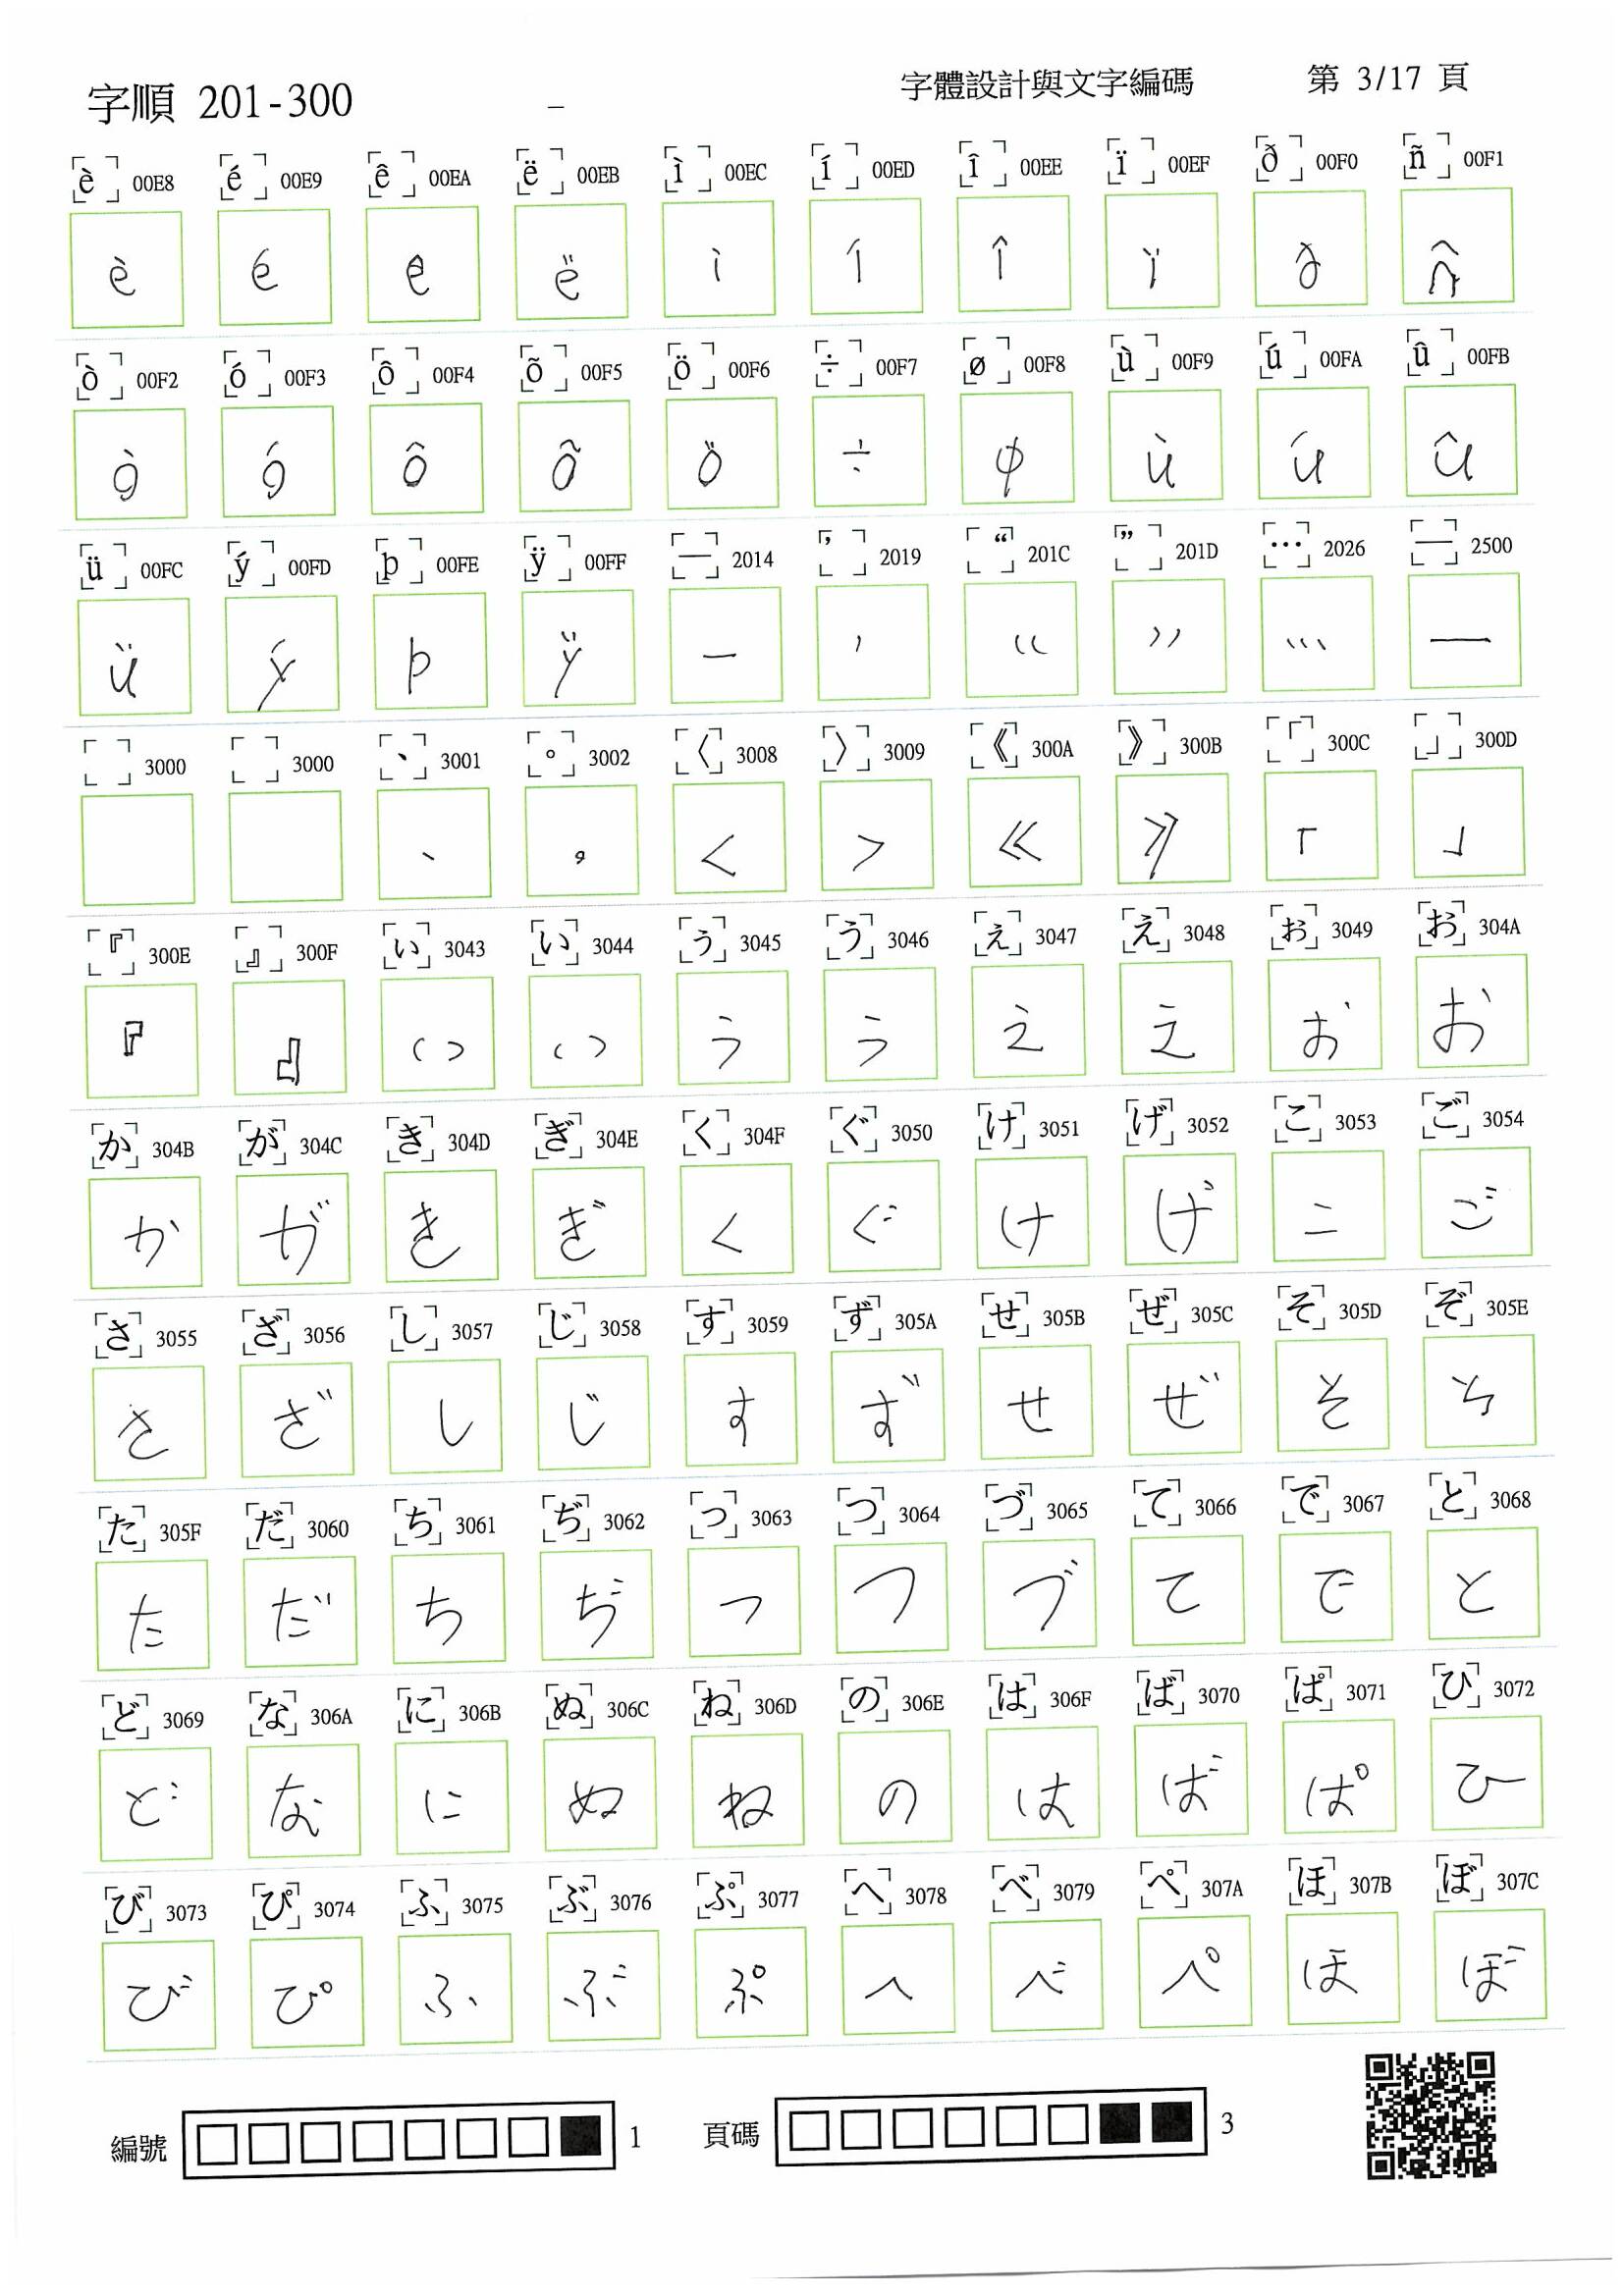 字順 201-300 — 字體設計與文字編碼 第 3/17 頁
è 00E8 é 00E9 ê 00EA ë 00EB ì 00EC í 00ED î 00EE ï 00EF ð 00F0 ñ 00F1
è é ê ë ì í î ï ð ñ
ò 00F2 ó 00F3 ô 00F4 õ 00F5 ö 00F6 ÷ 00F7 ø 00F8 ù 00F9 ú 00FA û 00FB
ò ó ô õ ö ÷ ø ù ú û
ü 00FC ý 00FD þ 00FE ÿ 00FF — 2014 ’ 2019 “ 201C ” 201D … 2026 ─ 2500
ü ý þ ÿ — ’ “ ” … ─
3000 3000 、 3001 。 3002 〈 3008 〉 3009 《 300A 》 300B 「 300C 」 300D
、 。 〈 〉 《 》 「 」
『 300E 』 300F ぃ 3043 い 3044 ぅ 3045 う 3046 ぇ 3047 え 3048 ぉ 3049 お 304A
『 』 ぃ い ぅ う ぇ え ぉ お
か 304B が 304C き 304D ぎ 304E く 304F ぐ 3050 け 3051 げ 3052 こ 3053 ご 3054
か が き ぎ く ぐ け げ こ ご
さ 3055 ざ 3056 し 3057 じ 3058 す 3059 ず 305A せ 305B ぜ 305C そ 305D ぞ 305E
さ ざ し じ す ず せ ぜ そ
た 305F だ 3060 ち 3061 ぢ 3062 っ 3063 つ 3064 づ 3065 て 3066 で 3067 と 3068
た だ ち ぢ っ つ づ て で と
ど 3069 な 306A に 306B ぬ 306C ね 306D の 306E は 306F ば 3070 ぱ 3071 ひ 3072
ど な に ぬ ね の は ば ぱ ひ
び 3073 ぴ 3074 ふ 3075 ぶ 3076 ぷ 3077 へ 3078 べ 3079 ぺ 307A ほ 307B ぼ 307C
び ぴ ふ ぶ ぷ へ べ ぺ ほ ぼ
編號 1 頁碼 3